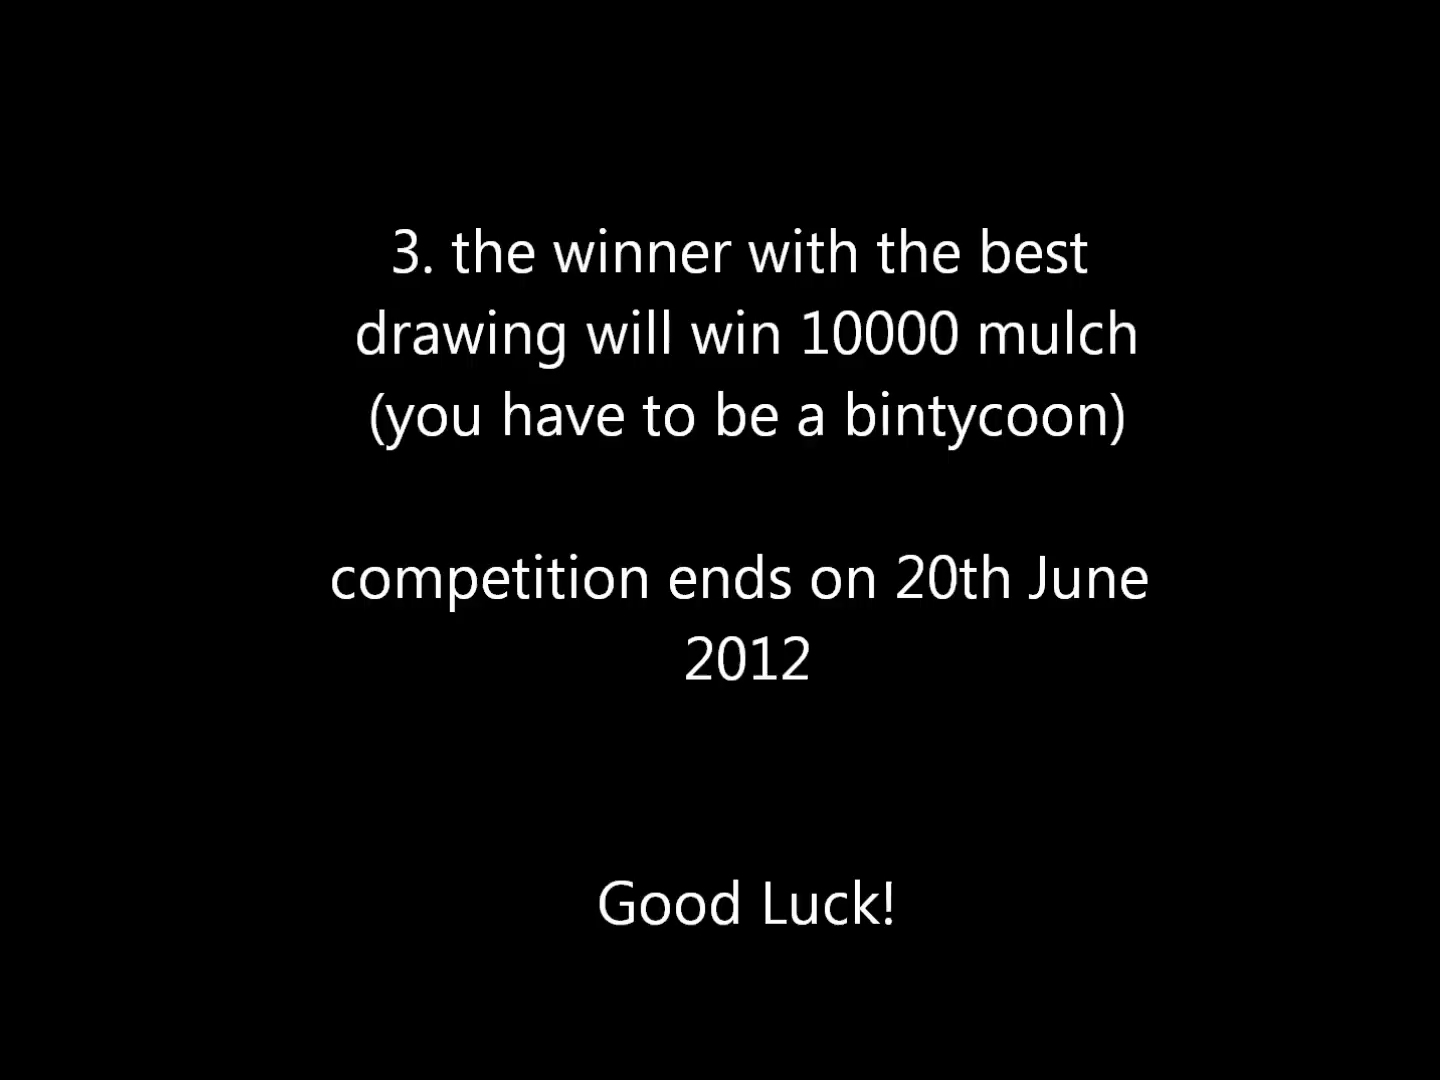 3. the winner with the best
drawing will win 10000 mulch
(you have to be a bintycoon)
competition ends on 20th June
2012
Good Luck!